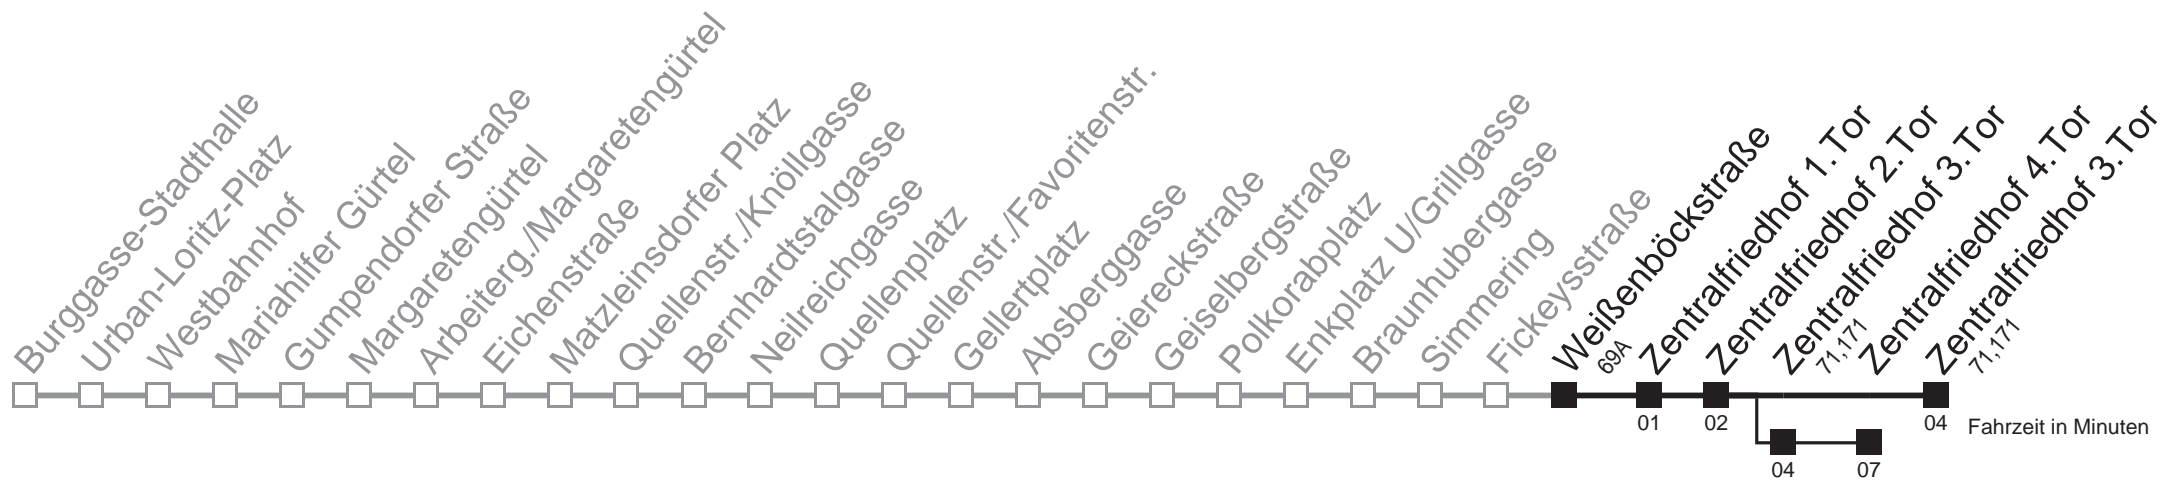 Burggasse-Stadthalle
Urban-Loritz-Platz
Westbahnhof
Mariahilfer Gürtel
Gumpendorfer Straße
Margaretengürtel
Arbeiterg./Margaretengürtel
Eichenstraße
Matzleinsdorfer Platz
Quellenstr./Knöllgasse
Bernhardtstalgasse
Neilreichgasse
Quellenplatz
Quellenstr./Favoritenstr.
Gellertplatz
Absberggasse
Geiereckstraße
Geiselbergstraße
Polkorabplatz
Enkplatz U/Grillgasse
Braunhubergasse
Simmering
Fickeysstraße
Weißenböckstraße
69A
Zentralfriedhof 1.Tor
Zentralfriedhof 2.Tor
Zentralfriedhof 3.Tor
71,171
Zentralfriedhof 4.Tor
Zentralfriedhof 3.Tor
71,171
01
02
04
Fahrzeit in Minuten
04
07